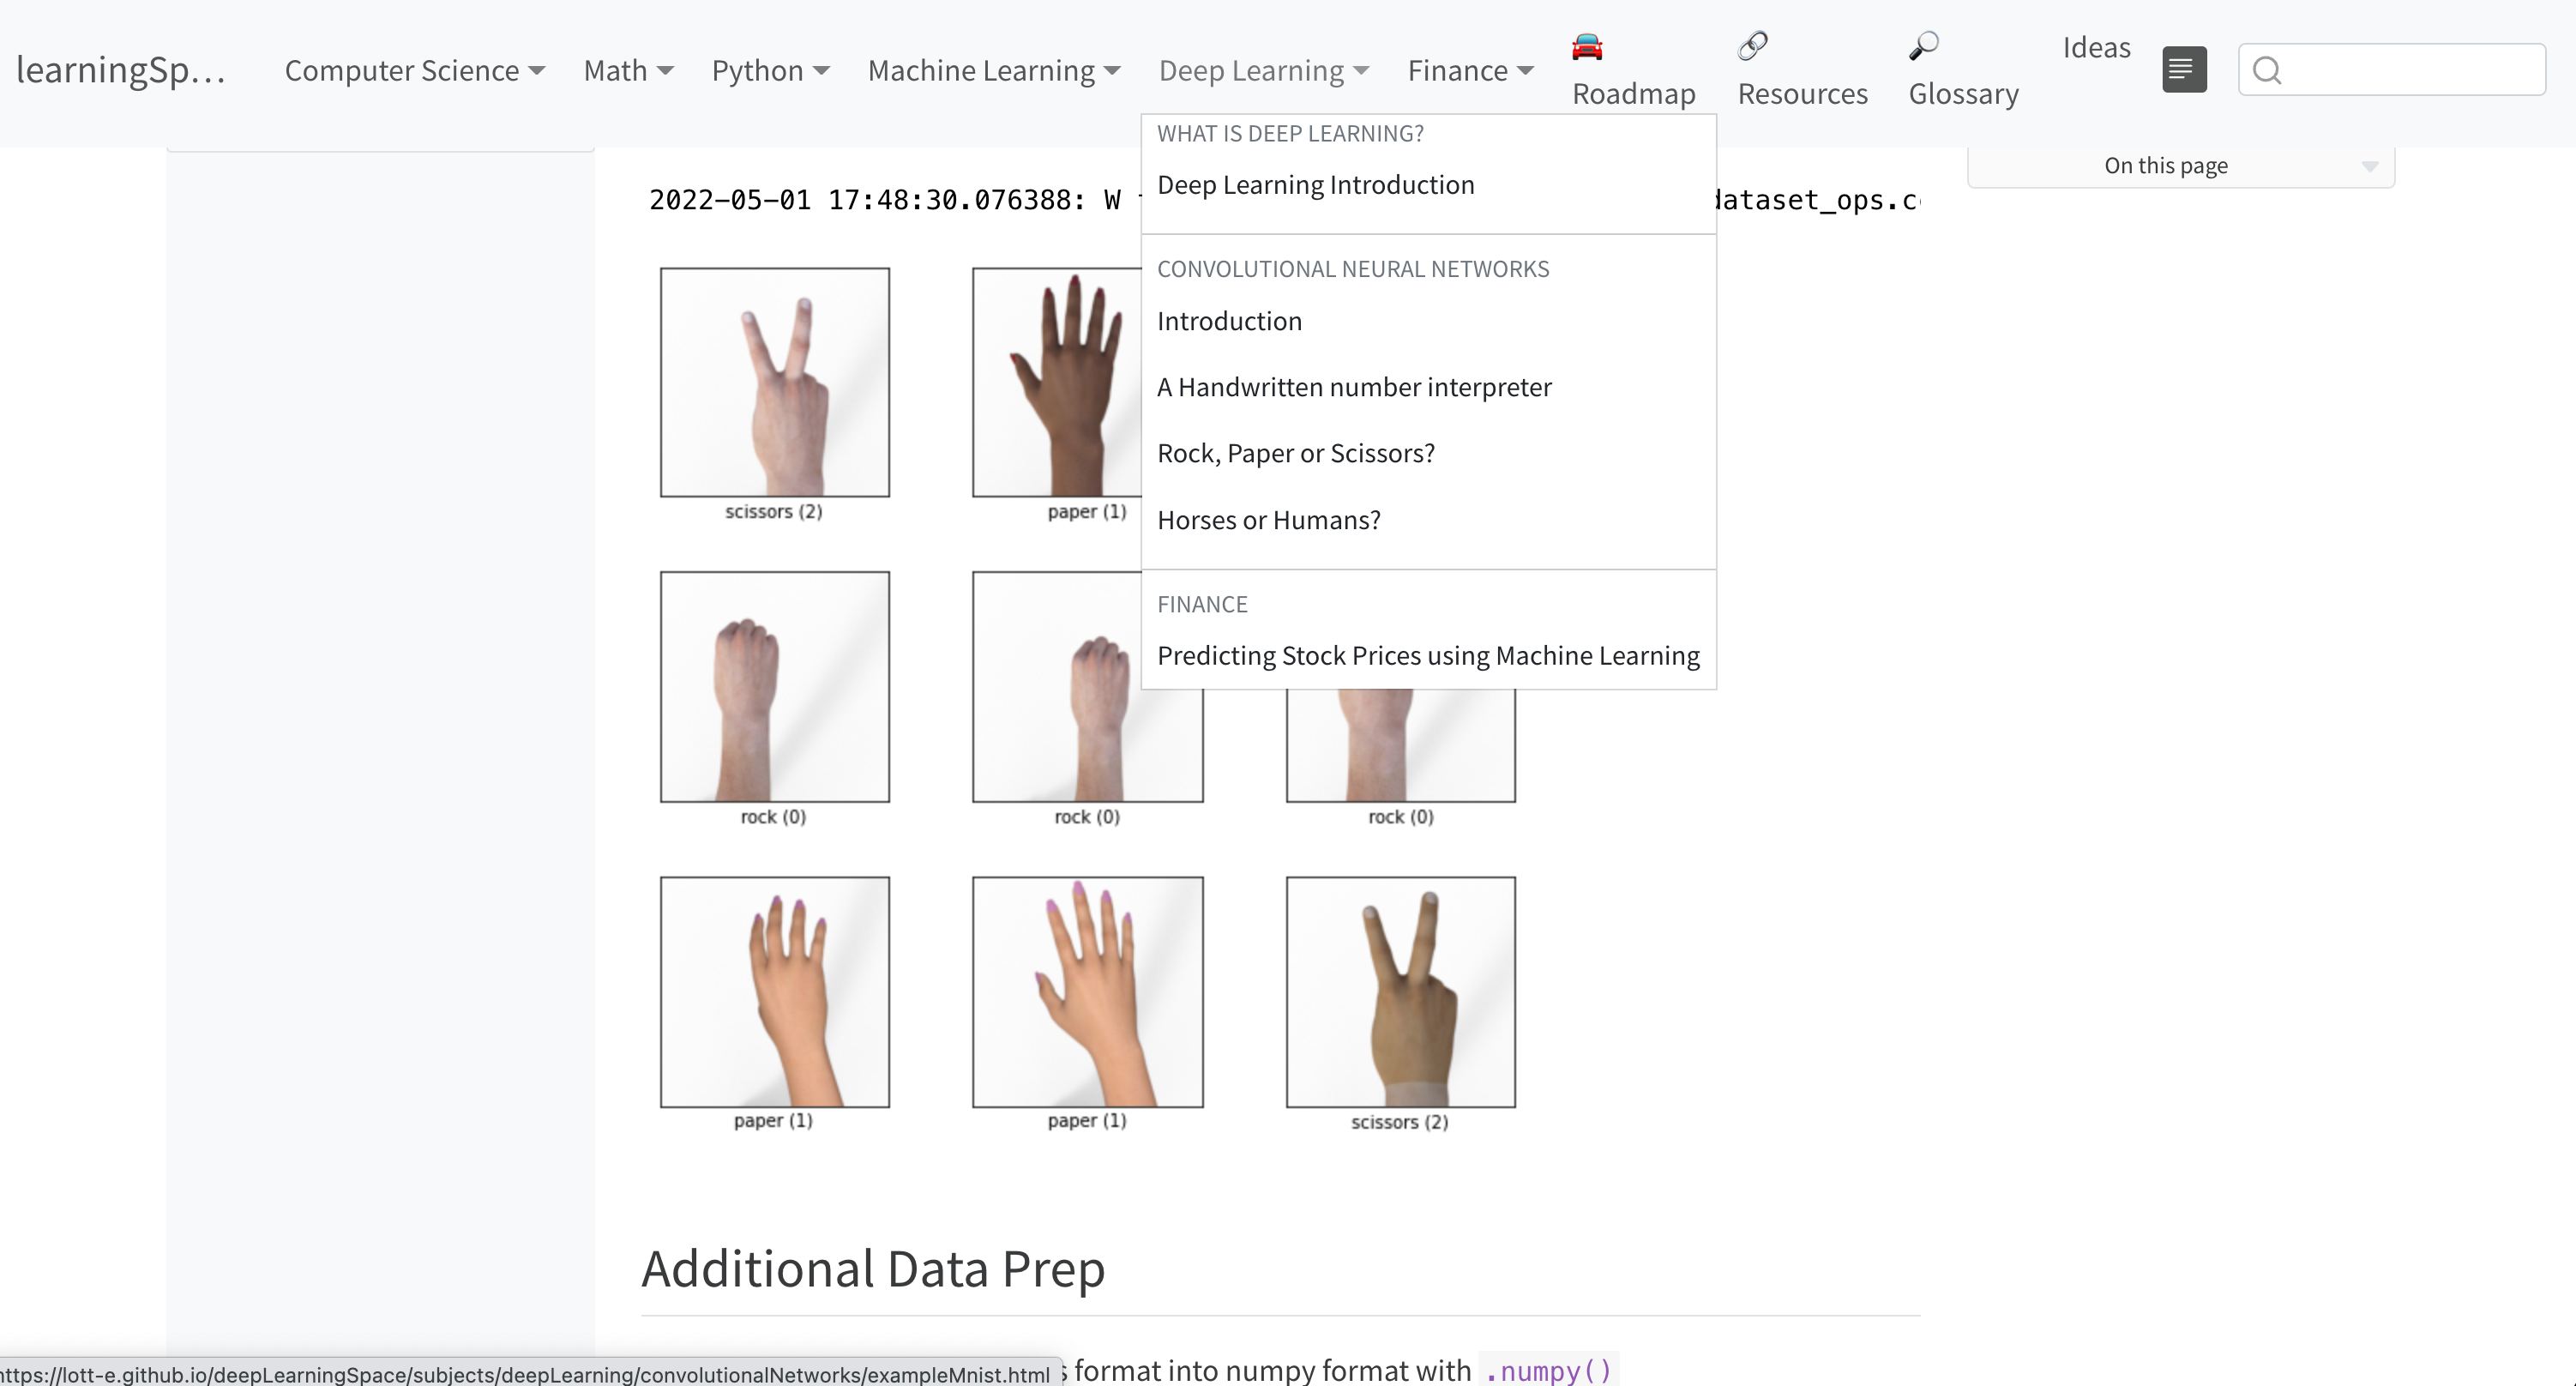 learningSp...
Computer Science
Math
Python
Machine Learning
Deep Learning
Finance
Roadmap
Resources
Glossary
Ideas
WHAT IS DEEP LEARNING?
Deep Learning Introduction
CONVOLUTIONAL NEURAL NETWORKS
Introduction
A Handwritten number interpreter
Rock, Paper or Scissors?
Horses or Humans?
FINANCE
Predicting Stock Prices using Machine Learning
On this page
2022-05-01 17:48:30.076388: W dataset_ops.c
scissors (2)
paper (1)
rock (0)
rock (0)
rock (0)
paper (1)
paper (1)
scissors (2)
Additional Data Prep
format into numpy format with .numpy()
https://lott-e.github.io/deepLearningSpace/subjects/deepLearning/convolutionalNetworks/exampleMnist.html